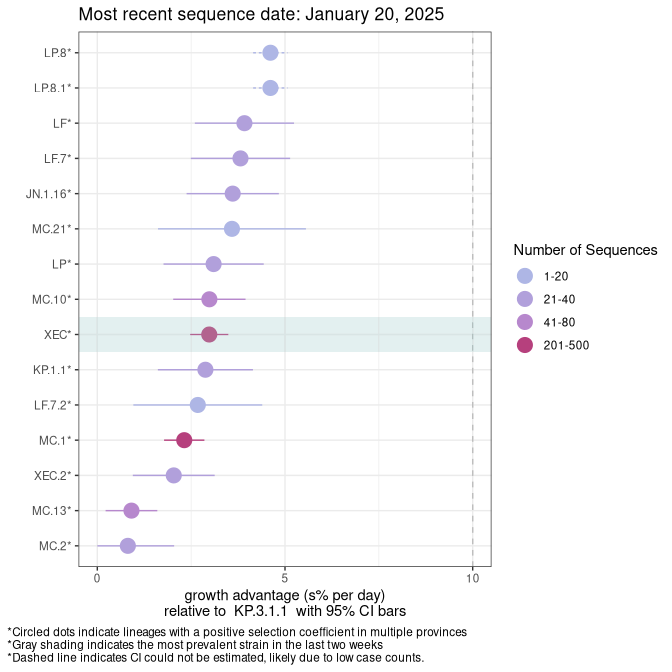 Most recent sequence date: January 20, 2025
LP.8*
LP.8.1*
LF*
LF.7*
JN.1.16*
MC.21*
LP*
MC.10*
XEC*
KP.1.1*
LF.7.2*
MC.1*
XEC.2*
MC.13*
MC.2*
0 5 10
growth advantage (s% per day)
relative to KP.3.1.1 with 95% CI bars
Number of Sequences
1-20
21-40
41-80
201-500
*Circled dots indicate lineages with a positive selection coefficient in multiple provinces
*Gray shading indicates the most prevalent strain in the last two weeks
*Dashed line indicates CI could not be estimated, likely due to low case counts.